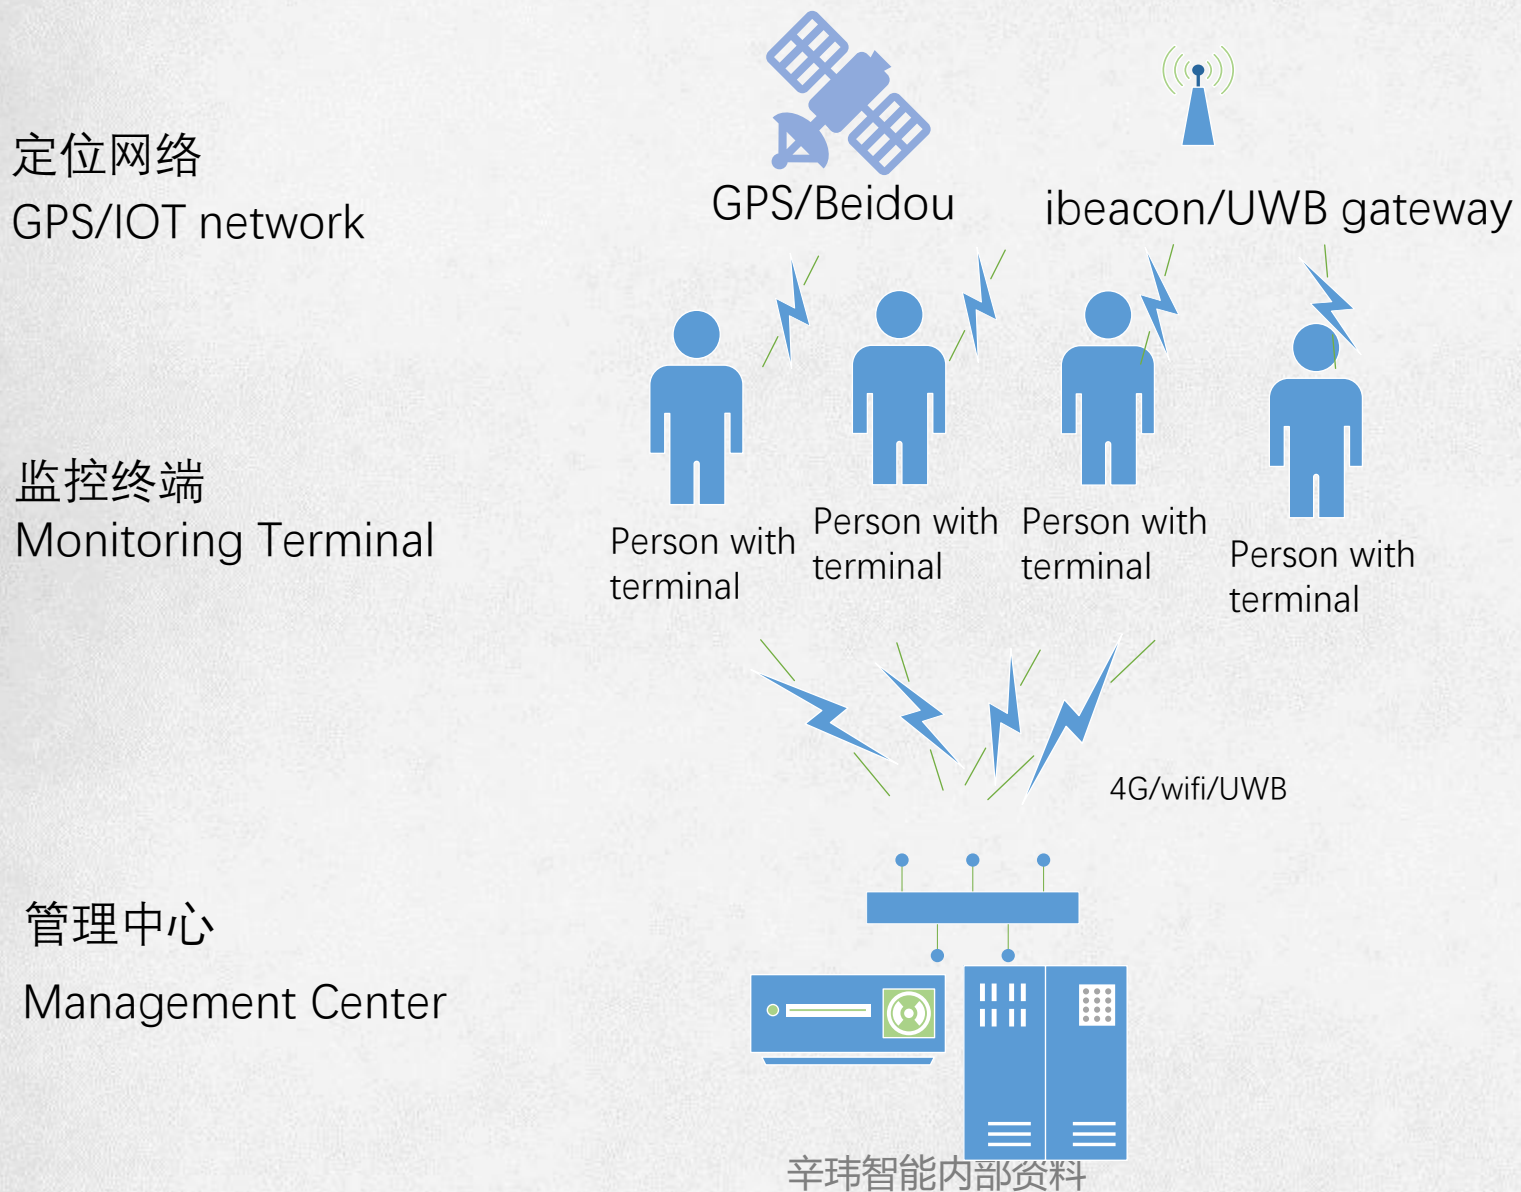 定位网络
GPS/IOT network
GPS/Beidou
ibeacon/UWB gateway
监控终端
Monitoring Terminal
Person with
terminal
Person with
terminal
Person with
terminal
Person with
terminal
4G/wifi/UWB
管理中心
Management Center
辛玮智能内部资料